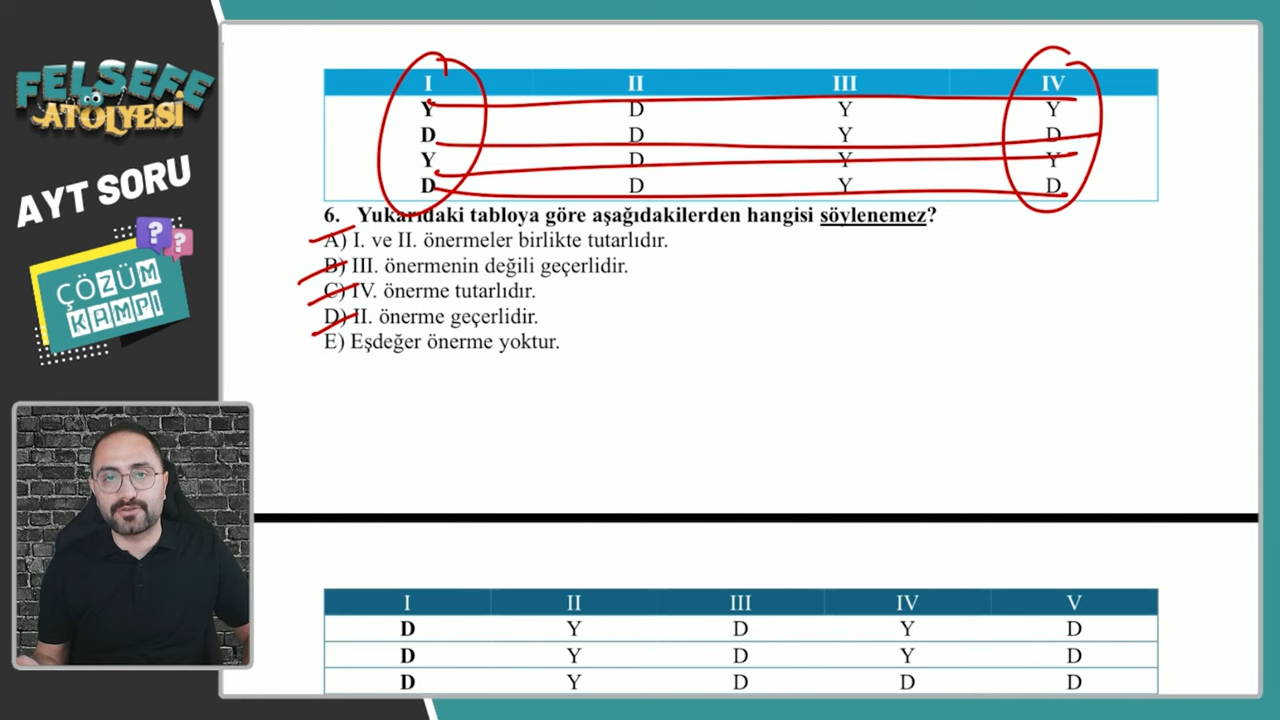 FELSEFE
ATÖLYESİ
AYT SORU
? ?
ÇÖZÜM
KAMPI
I II III IV
Y D Y Y
D D Y D
Y D Y Y
D D Y D
6. Yukarıdaki tabloya göre aşağıdakilerden hangisi söylenemez?
A) I. ve II. önermeler birlikte tutarlıdır.
B) III. önermenin değili geçerlidir.
C) IV. önerme tutarlıdır.
D) II. önerme geçerlidir.
E) Eşdeğer önerme yoktur.
I II III IV V
D Y D Y D
D Y D Y D
D Y D D D